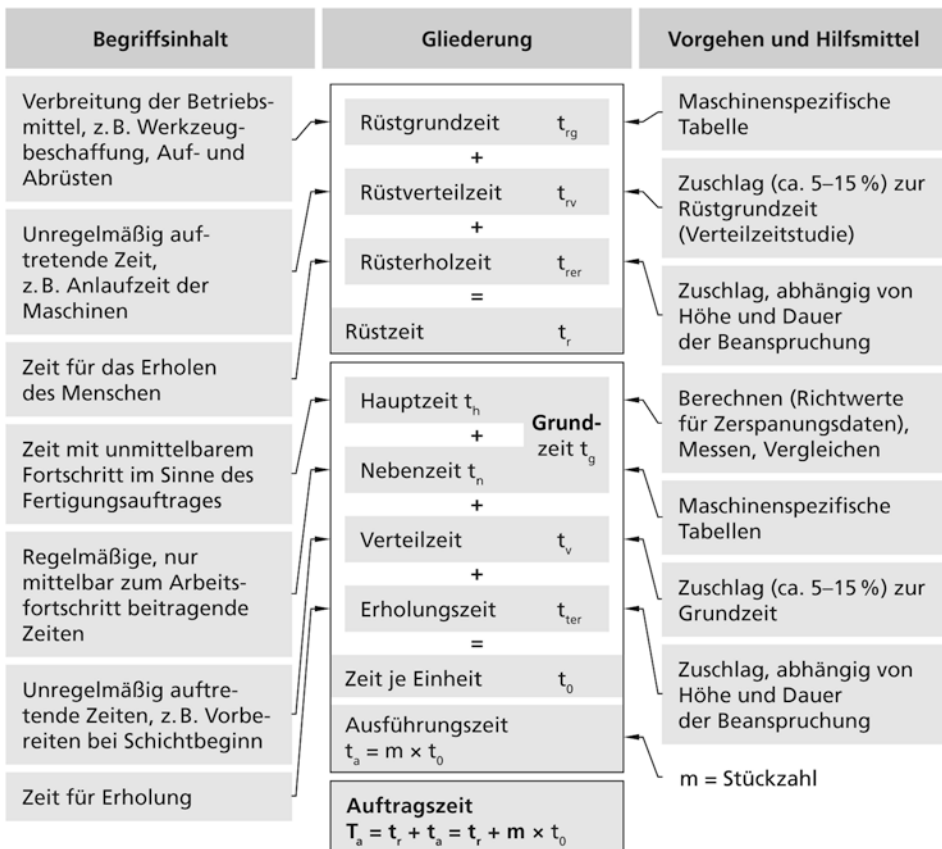 Begriffsinhalt
Gliederung
Vorgehen und Hilfsmittel
Verbreitung der Betriebs-
mittel, z. B. Werkzeug-
beschaffung, Auf- und
Abrüsten
Unregelmäßig auf-
tretende Zeit,
z. B. Anlaufzeit der
Maschinen
Zeit für das Erholen
des Menschen
Zeit mit unmittelbarem
Fortschritt im Sinne des
Fertigungsauftrages
Regelmäßige, nur
mittelbar zum Arbeits-
fortschritt beitragende
Zeiten
Unregelmäßig auftre-
tende Zeiten, z. B. Vorbe-
reiten bei Schichtbeginn
Zeit für Erholung
Rüstgrundzeit t_rg
+
Rüstverteilzeit t_rv
+
Rüsterholzeit t_rer
=
Rüstzeit t_r
Hauptzeit t_h
+
Grund-
zeit t_g
Nebenzeit t_n
+
Verteilzeit t_v
+
Erholungszeit t_ter
=
Zeit je Einheit t_0
Ausführungszeit
t_a = m × t_0
Auftragszeit
T_a = t_r + t_a = t_r + m × t_0
Maschinenspezifische
Tabelle
Zuschlag (ca. 5–15 %) zur
Rüstgrundzeit
(Verteilzeitstudie)
Zuschlag, abhängig von
Höhe und Dauer
der Beanspruchung
Berechnen (Richtwerte
für Zerspanungsdaten),
Messen, Vergleichen
Maschinenspezifische
Tabellen
Zuschlag (ca. 5–15 %) zur
Grundzeit
Zuschlag, abhängig von
Höhe und Dauer
der Beanspruchung
m = Stückzahl